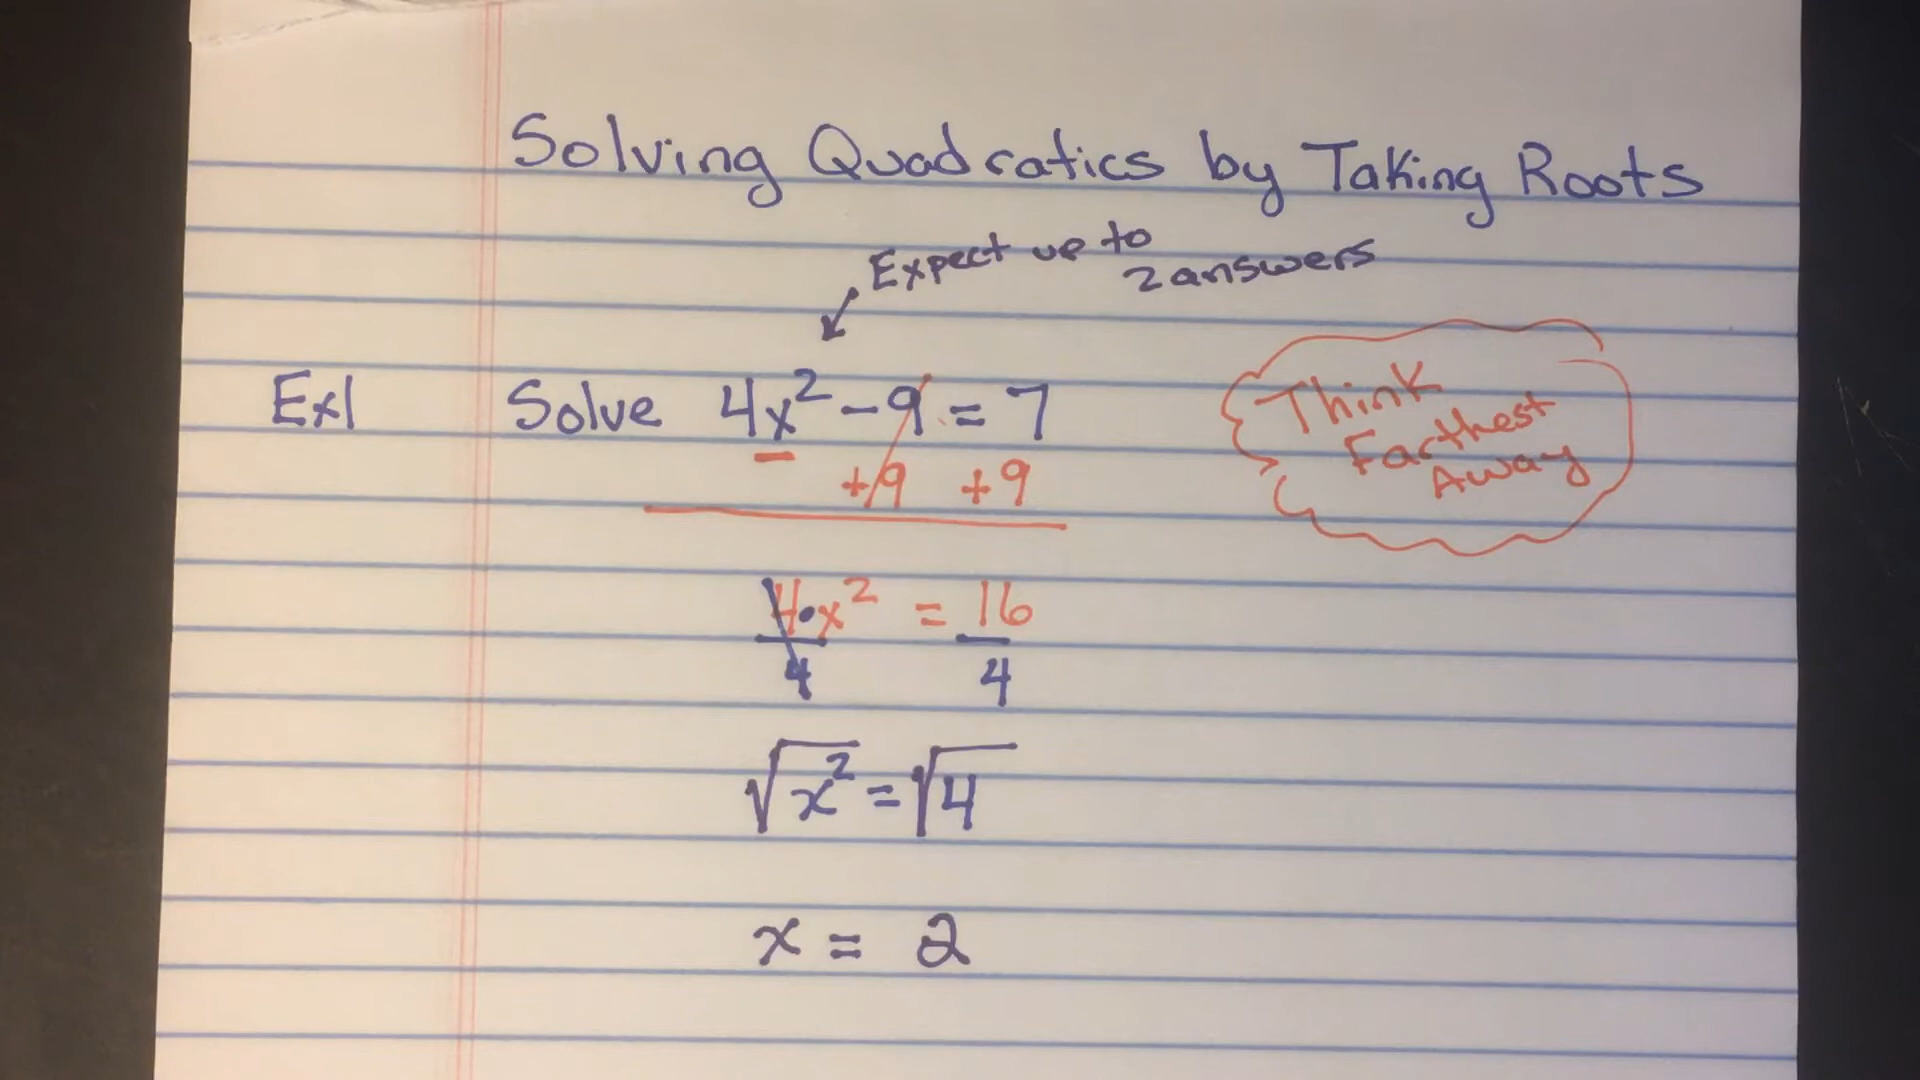 Solving Quadratics by Taking Roots
Expect up to
2 answers
Ex1 Solve 4x² - 9 = 7
+9 +9
Think
Farthest
Away
4•x² = 16
4 4
√x² = √4
x = 2